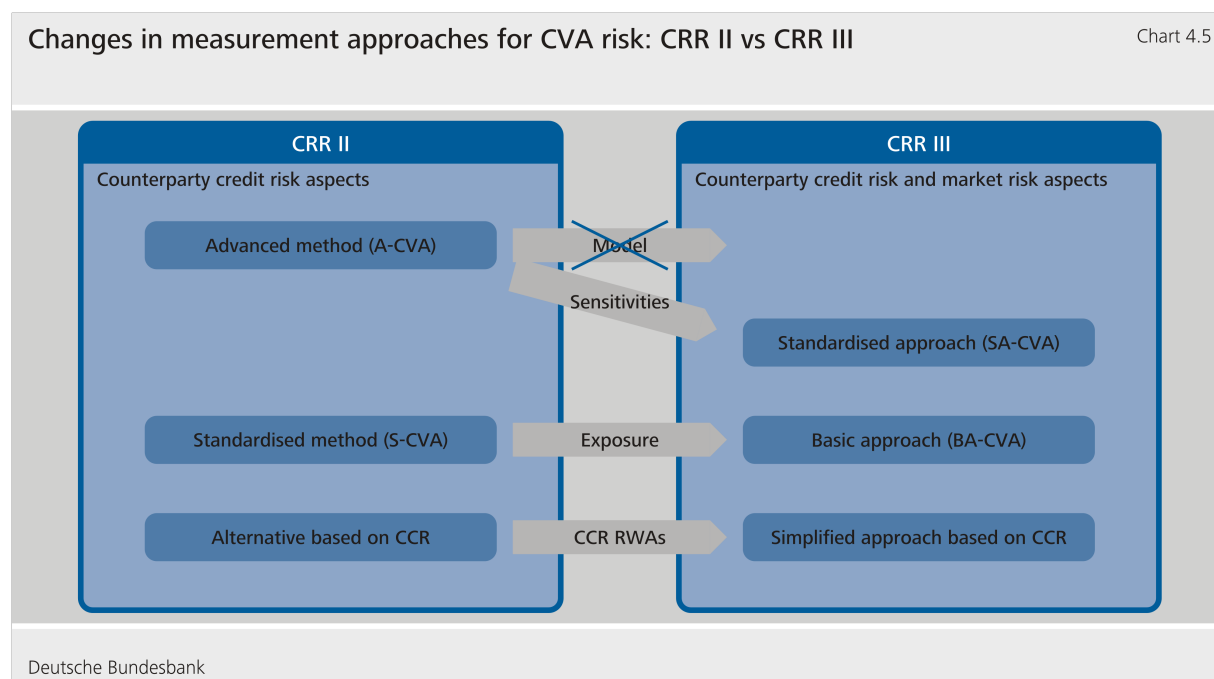 Changes in measurement approaches for CVA risk: CRR II vs CRR III
Chart 4.5
CRR II
CRR III
Counterparty credit risk aspects
Counterparty credit risk and market risk aspects
Advanced method (A-CVA)
Model
Sensitivities
Standardised approach (SA-CVA)
Standardised method (S-CVA)
Exposure
Basic approach (BA-CVA)
Alternative based on CCR
CCR RWAs
Simplified approach based on CCR
Deutsche Bundesbank